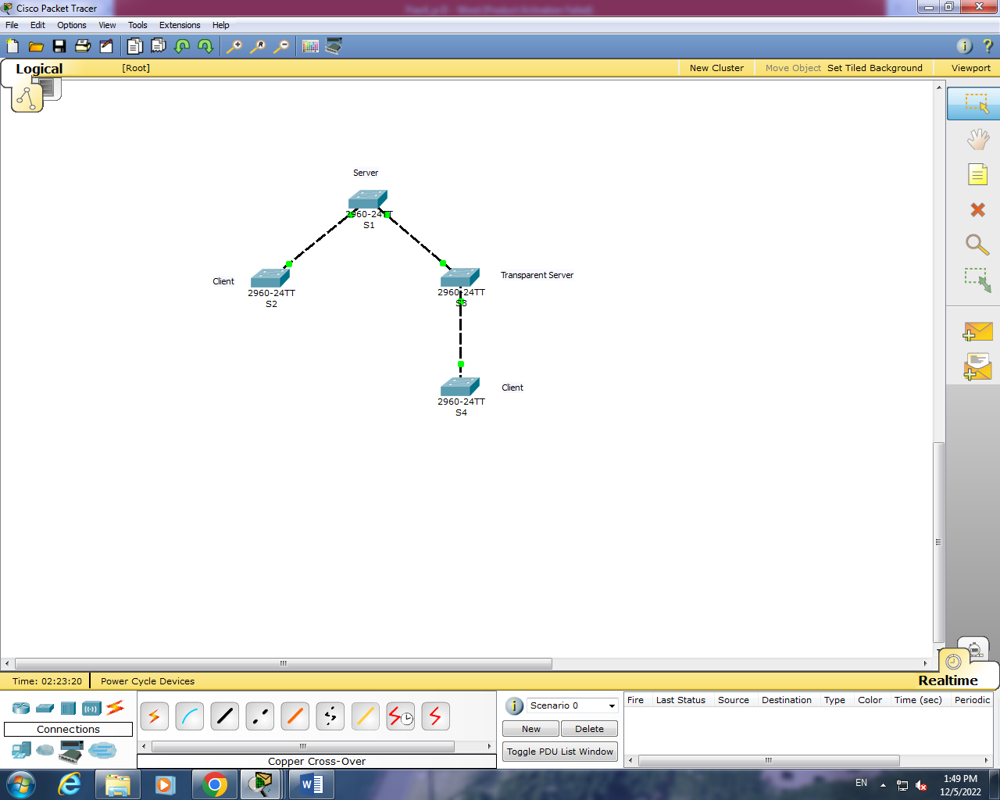 Cisco Packet Tracer
File Edit Options View Tools Extensions Help
Logical [Root] New Cluster Move Object Set Tiled Background Viewport
Server
2960-24TT
S1
Client
2960-24TT
S2
Transparent Server
2960-24TT
S3
Client
2960-24TT
S4
Time: 02:23:20 Power Cycle Devices Realtime
Connections
Copper Cross-Over
Scenario 0
New Delete
Toggle PDU List Window
Fire Last Status Source Destination Type Color Time (sec) Periodic
EN 1:49 PM
12/5/2022